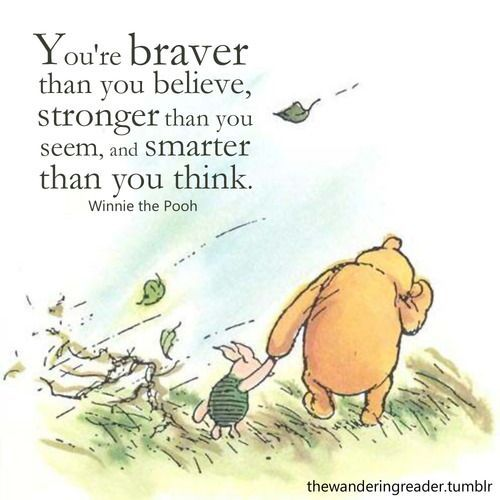 You're braver
than you believe,
stronger than you
seem, and smarter
than you think.
Winnie the Pooh
thewanderingreader.tumblr